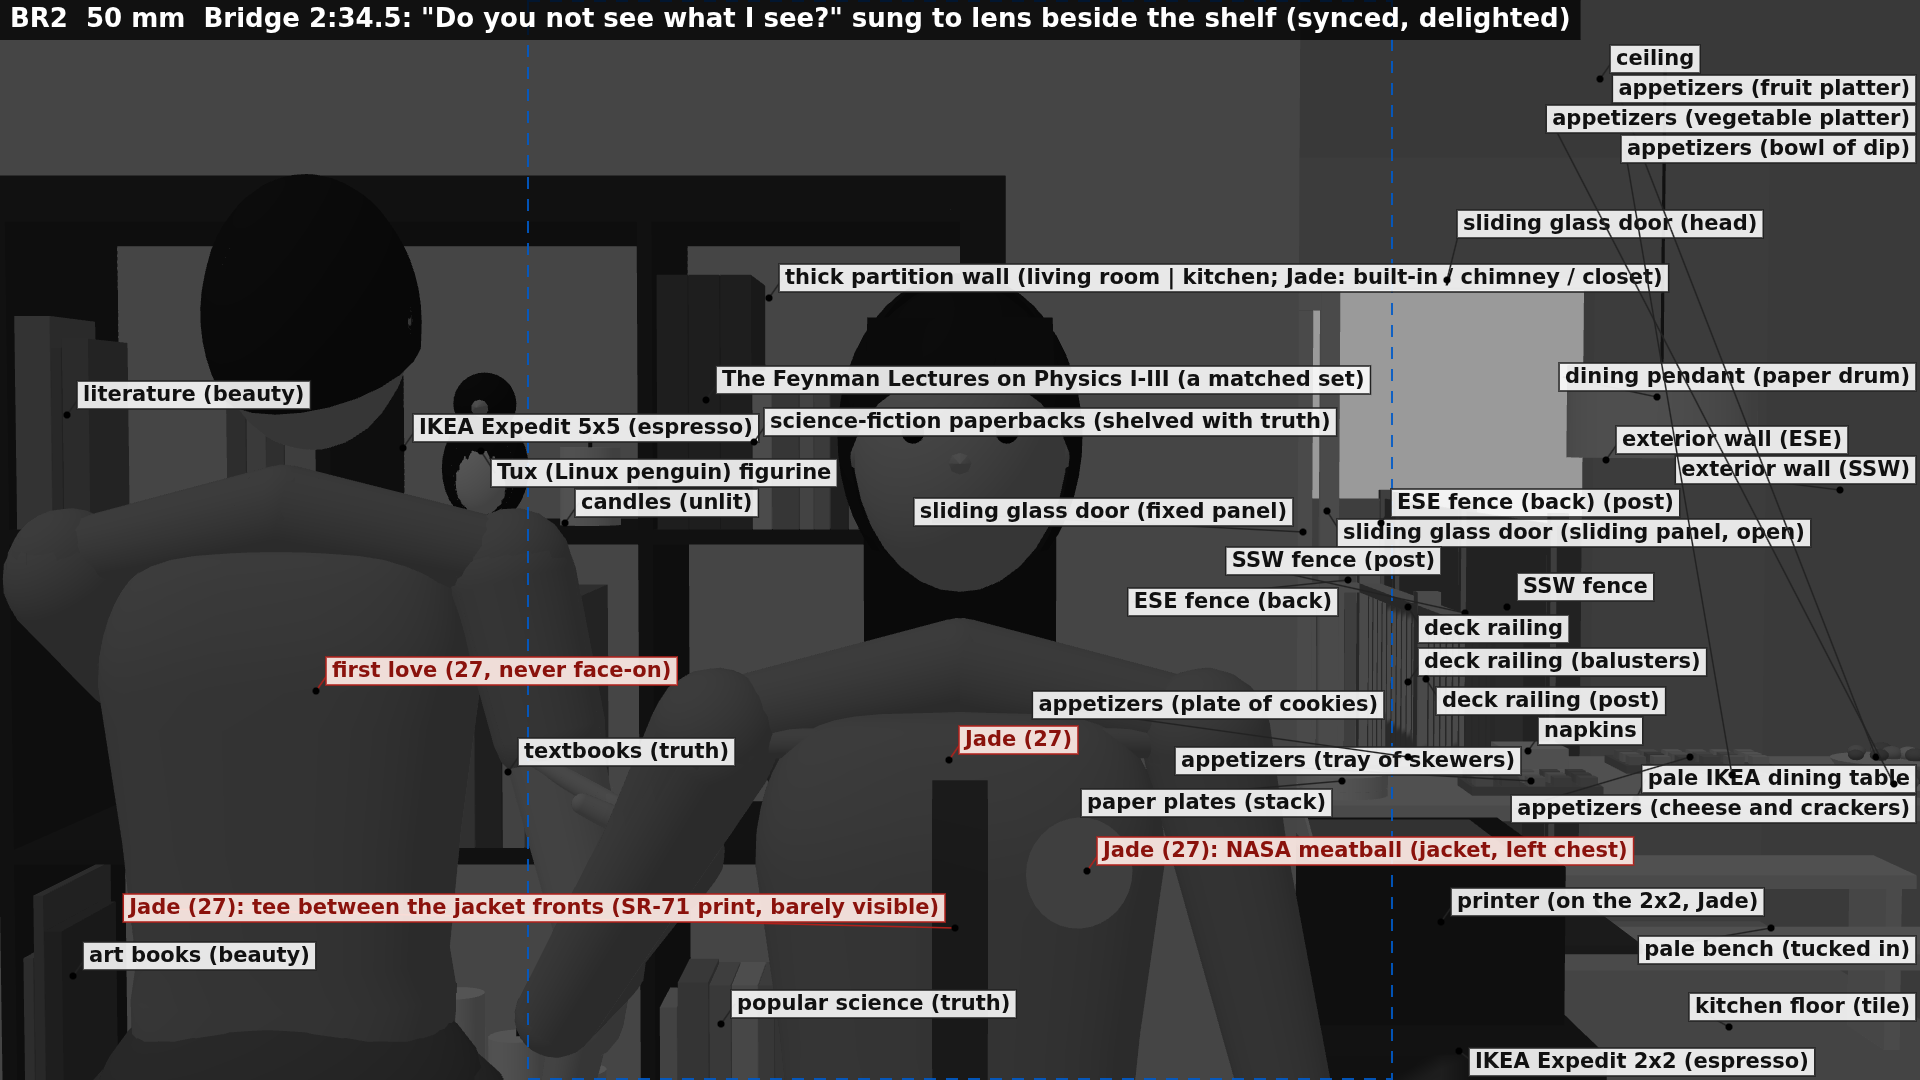 BR2  50 mm  Bridge 2:34.5: "Do you not see what I see?" sung to lens beside the shelf (synced, delighted)
ceiling
appetizers (fruit platter)
appetizers (vegetable platter)
appetizers (bowl of dip)
sliding glass door (head)
thick partition wall (living room | kitchen; Jade: built-in / chimney / closet)
The Feynman Lectures on Physics I-III (a matched set)
dining pendant (paper drum)
literature (beauty)
IKEA Expedit 5x5 (espresso)
science-fiction paperbacks (shelved with truth)
exterior wall (ESE)
exterior wall (SSW)
Tux (Linux penguin) figurine
candles (unlit)
sliding glass door (fixed panel)
ESE fence (back) (post)
sliding glass door (sliding panel, open)
SSW fence (post)
SSW fence
ESE fence (back)
deck railing
deck railing (balusters)
first love (27, never face-on)
deck railing (post)
appetizers (plate of cookies)
napkins
Jade (27)
textbooks (truth)
appetizers (tray of skewers)
pale IKEA dining table
paper plates (stack)
appetizers (cheese and crackers)
Jade (27): NASA meatball (jacket, left chest)
Jade (27): tee between the jacket fronts (SR-71 print, barely visible)
printer (on the 2x2, Jade)
art books (beauty)
pale bench (tucked in)
popular science (truth)
kitchen floor (tile)
IKEA Expedit 2x2 (espresso)